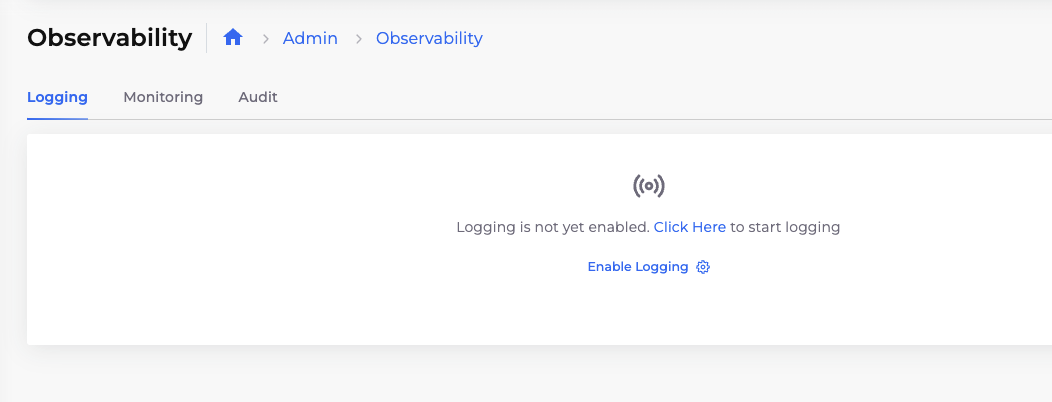 Observability > Admin > Observability
Logging Monitoring Audit
Logging is not yet enabled. Click Here to start logging
Enable Logging